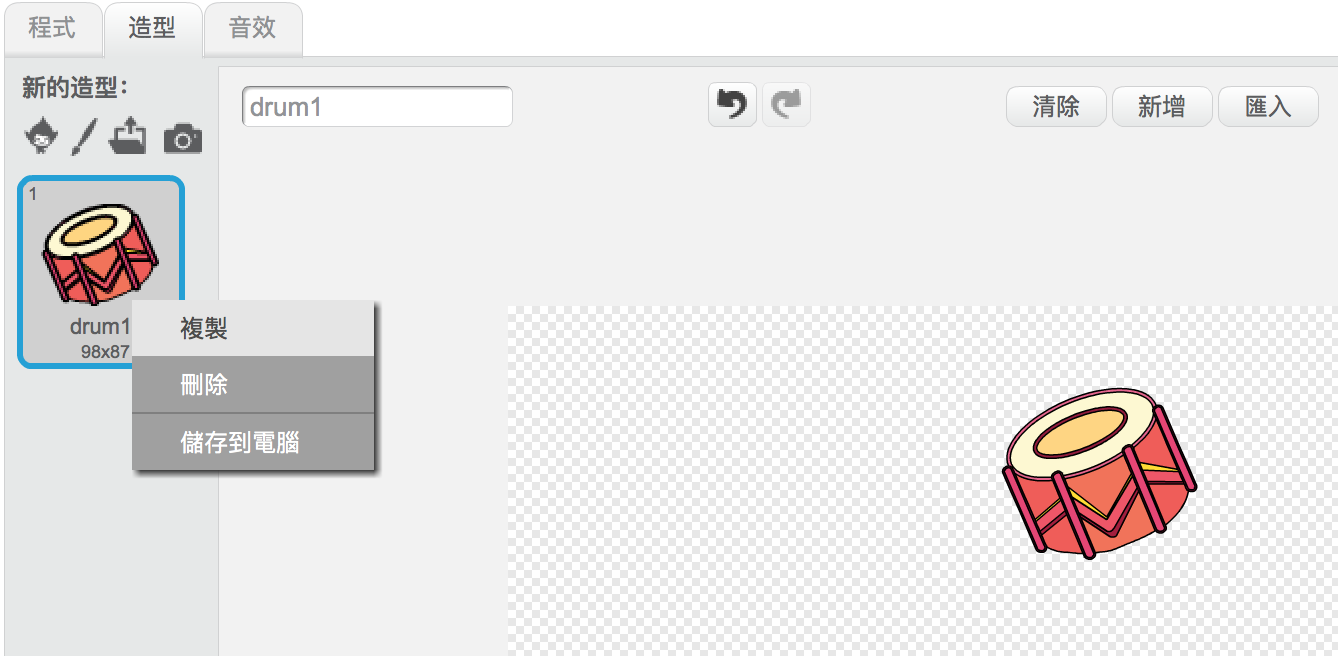 程式 造型 音效
新的造型：
drum1
清除 新增 匯入
1
drum1
98x87
複製
刪除
儲存到電腦